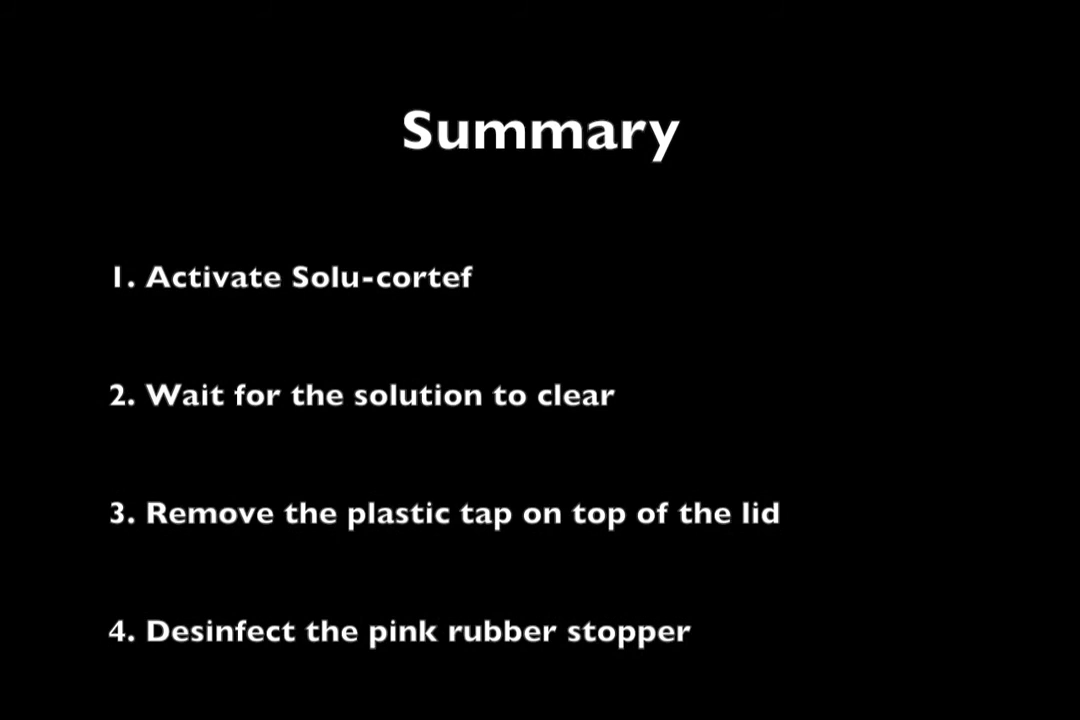 Summary
1. Activate Solu-cortef
2. Wait for the solution to clear
3. Remove the plastic tap on top of the lid
4. Desinfect the pink rubber stopper